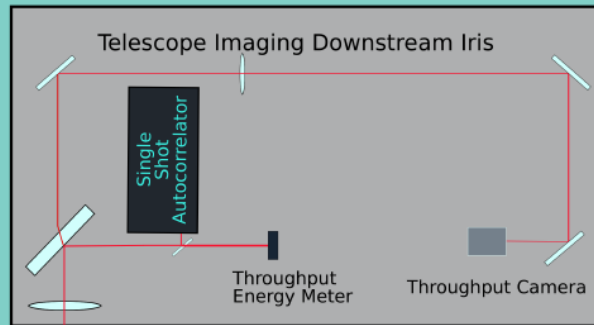 Telescope Imaging Downstream Iris
Single
Shot
Autocorrelator
Throughput
Energy Meter
Throughput Camera